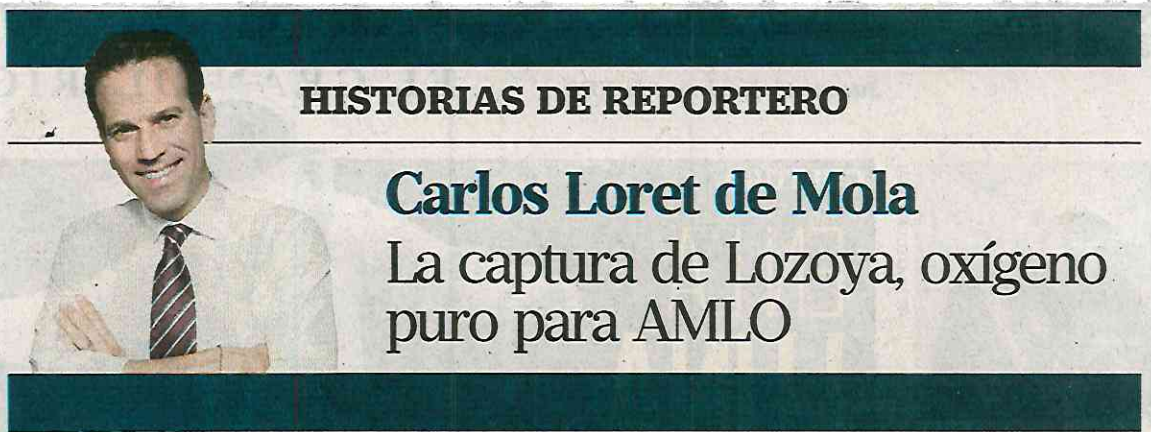 HISTORIAS DE REPORTERO
Carlos Loret de Mola
La captura de Lozoya, oxígeno
puro para AMLO